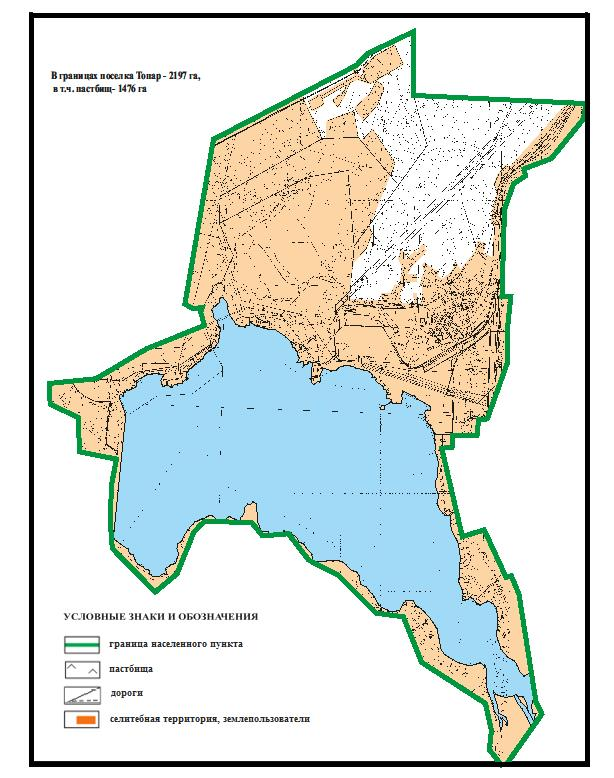 В границах поселка Топар - 2197 га,
в т.ч. пастбищ- 1476 га
УСЛОВНЫЕ ЗНАКИ И ОБОЗНАЧЕНИЯ
граница населенного пункта
пастбища
дороги
селитебная территория, землепользователи